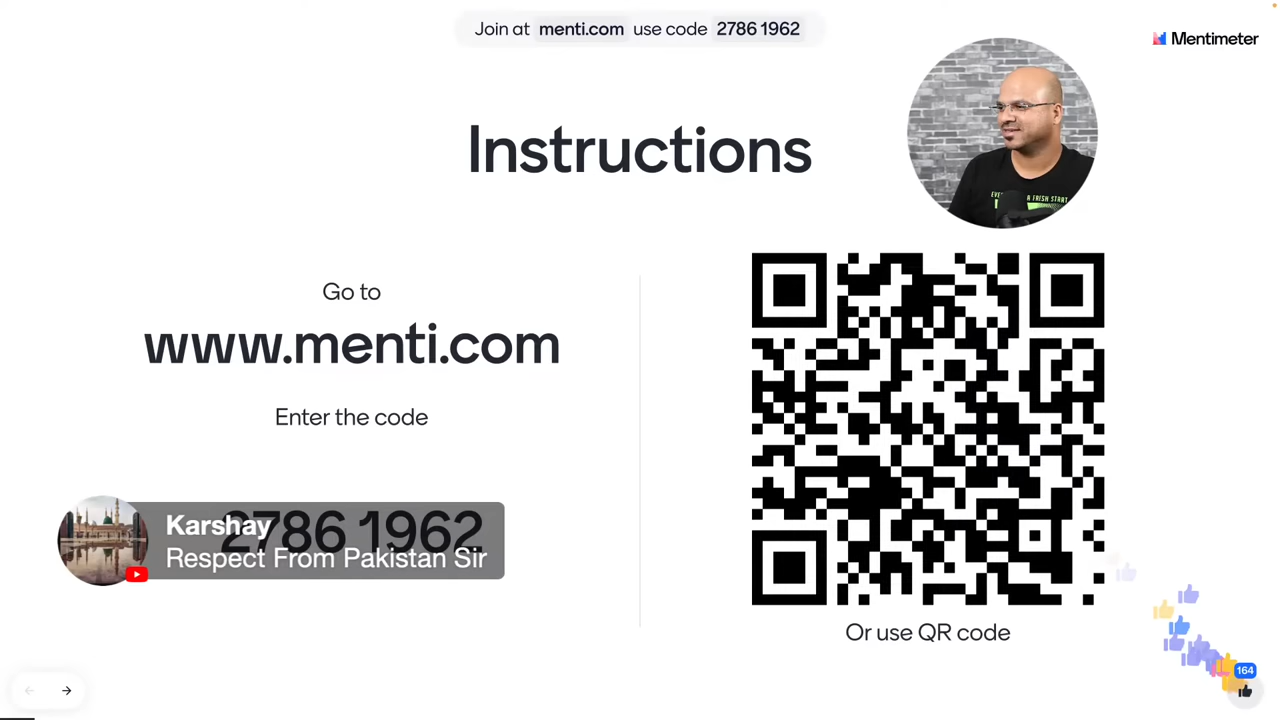 Join at menti.com use code 2786 1962
Mentimeter
Instructions
Go to
www.menti.com
Enter the code
2786 1962
Karshay
Respect From Pakistan Sir
Or use QR code
164